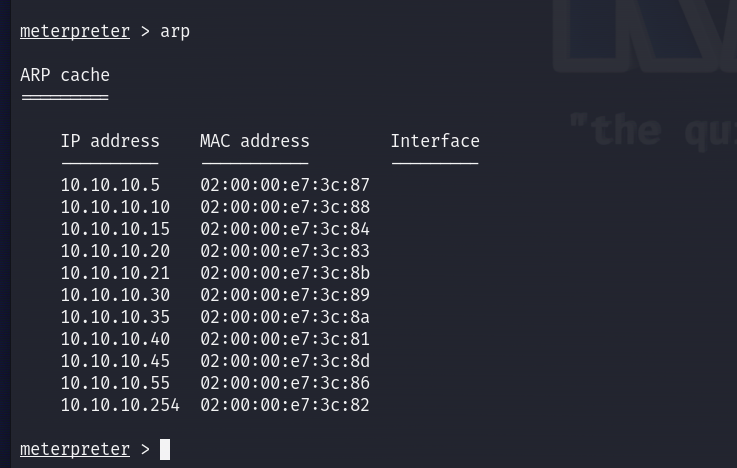 meterpreter > arp
ARP cache
=========
IP address MAC address Interface
---------- ----------- ---------
10.10.10.5 02:00:00:e7:3c:87
10.10.10.10 02:00:00:e7:3c:88
10.10.10.15 02:00:00:e7:3c:84
10.10.10.20 02:00:00:e7:3c:83
10.10.10.21 02:00:00:e7:3c:8b
10.10.10.30 02:00:00:e7:3c:89
10.10.10.35 02:00:00:e7:3c:8a
10.10.10.40 02:00:00:e7:3c:81
10.10.10.45 02:00:00:e7:3c:8d
10.10.10.55 02:00:00:e7:3c:86
10.10.10.254 02:00:00:e7:3c:82
meterpreter >
"the